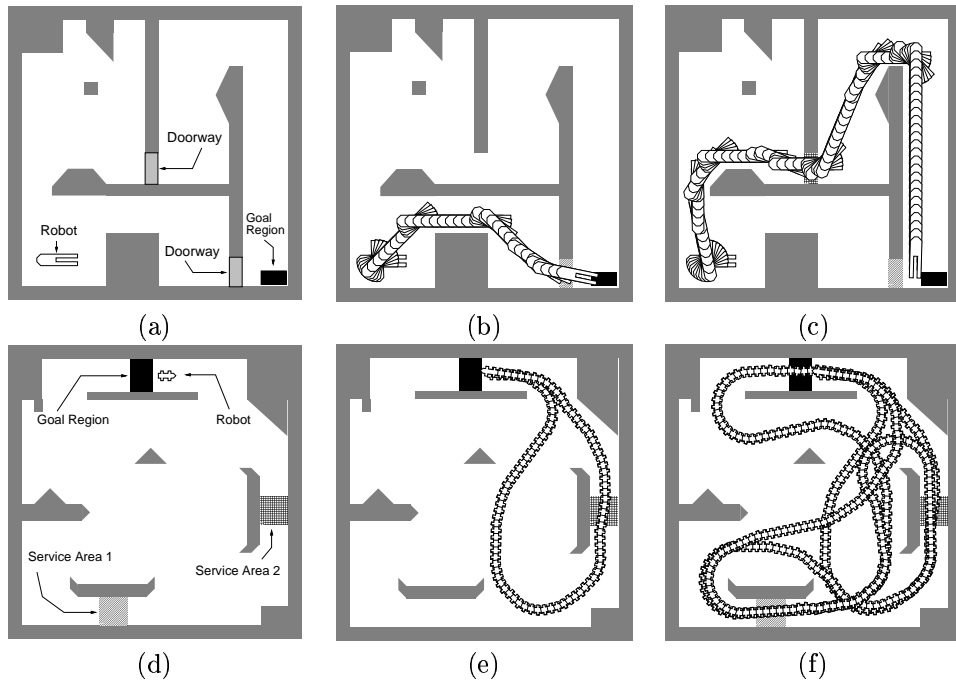 Doorway
Robot
Goal
Region
Doorway
(a)
(b)
(c)
Goal Region
Robot
Service Area 1
Service Area 2
(d)
(e)
(f)